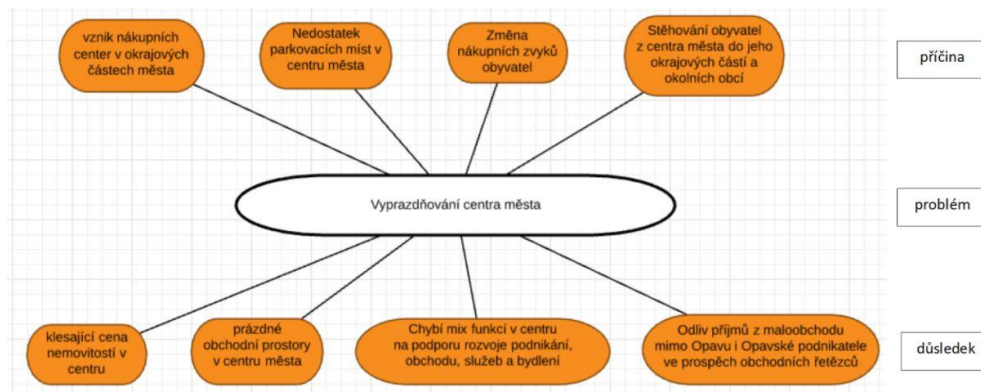 vznik nákupních
center v okrajových
částech města
Nedostatek
parkovacích míst v
centru města
Změna
nákupních zvyků
obyvatel
Stěhování obyvatel
z centra města do jeho
okrajových částí a
okolních obcí
příčina
Vyprazdňování centra města
problém
klesající cena
nemovitostí v
centru
prázdné
obchodní prostory
v centru města
Chybí mix funkcí v centru
na podporu rozvoje podnikání,
obchodu, služeb a bydlení
Odliv příjmů z maloobchodu
mimo Opavu i Opavské podnikatele
ve prospěch obchodních řetězců
důsledek